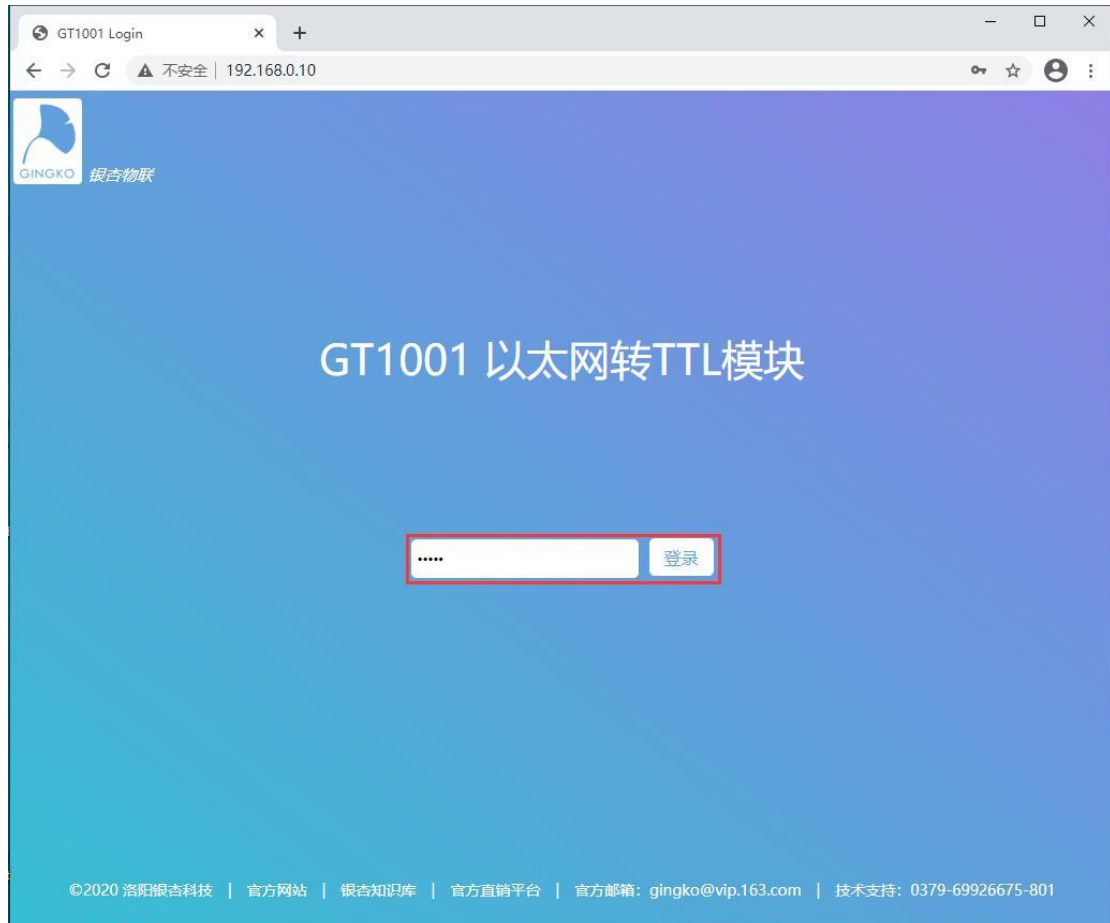 GT1001 Login
不安全 | 192.168.0.10
GINGKO 银杏物联
GT1001 以太网转TTL模块
••••• 登录
©2020 洛阳银杏科技 | 官方网站 | 银杏知识库 | 官方直销平台 | 官方邮箱：gingko@vip.163.com | 技术支持：0379-69926675-801